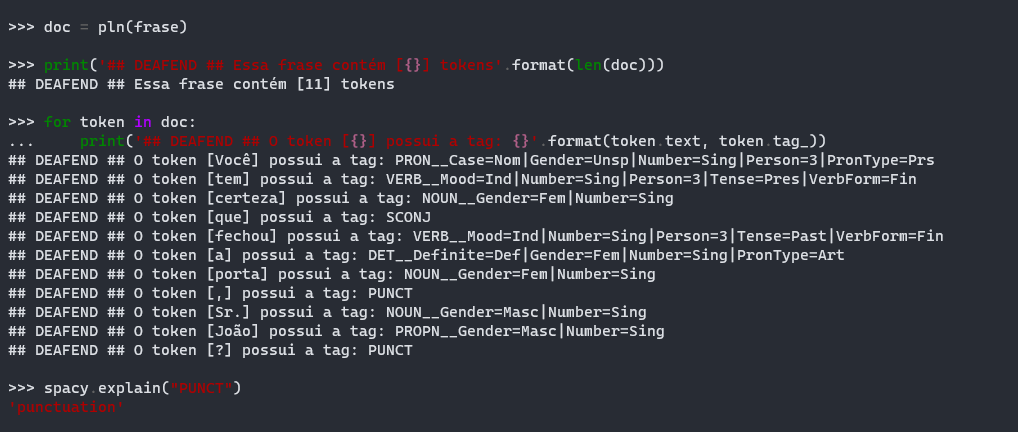 >>> doc = pln(frase)
>>> print('## DEAFEND ## Essa frase contém [{}] tokens'.format(len(doc)))
## DEAFEND ## Essa frase contém [11] tokens
>>> for token in doc:
...     print('## DEAFEND ## O token [{}] possui a tag: {}'.format(token.text, token.tag_))
## DEAFEND ## O token [Você] possui a tag: PRON__Case=Nom|Gender=Unsp|Number=Sing|Person=3|PronType=Prs
## DEAFEND ## O token [tem] possui a tag: VERB__Mood=Ind|Number=Sing|Person=3|Tense=Pres|VerbForm=Fin
## DEAFEND ## O token [certeza] possui a tag: NOUN__Gender=Fem|Number=Sing
## DEAFEND ## O token [que] possui a tag: SCONJ
## DEAFEND ## O token [fechou] possui a tag: VERB__Mood=Ind|Number=Sing|Person=3|Tense=Past|VerbForm=Fin
## DEAFEND ## O token [a] possui a tag: DET__Definite=Def|Gender=Fem|Number=Sing|PronType=Art
## DEAFEND ## O token [porta] possui a tag: NOUN__Gender=Fem|Number=Sing
## DEAFEND ## O token [,] possui a tag: PUNCT
## DEAFEND ## O token [Sr.] possui a tag: NOUN__Gender=Masc|Number=Sing
## DEAFEND ## O token [João] possui a tag: PROPN__Gender=Masc|Number=Sing
## DEAFEND ## O token [?] possui a tag: PUNCT
>>> spacy.explain("PUNCT")
'punctuation'